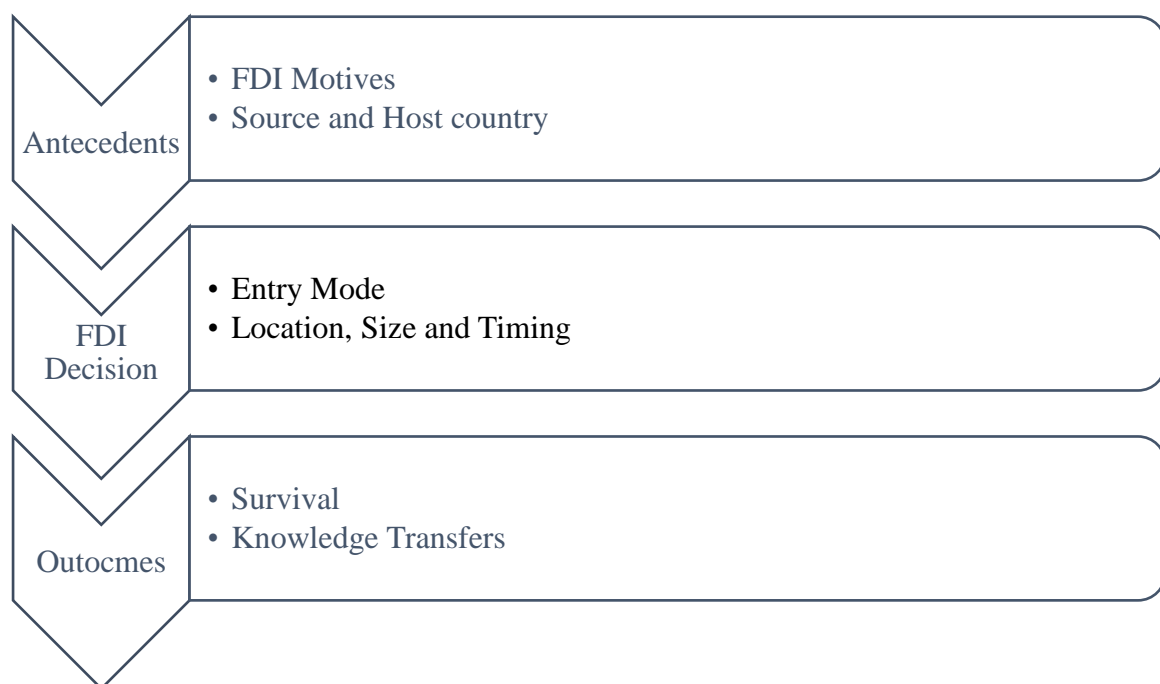 Antecedents
• FDI Motives
• Source and Host country
FDI
Decision
• Entry Mode
• Location, Size and Timing
Outocmes
• Survival
• Knowledge Transfers